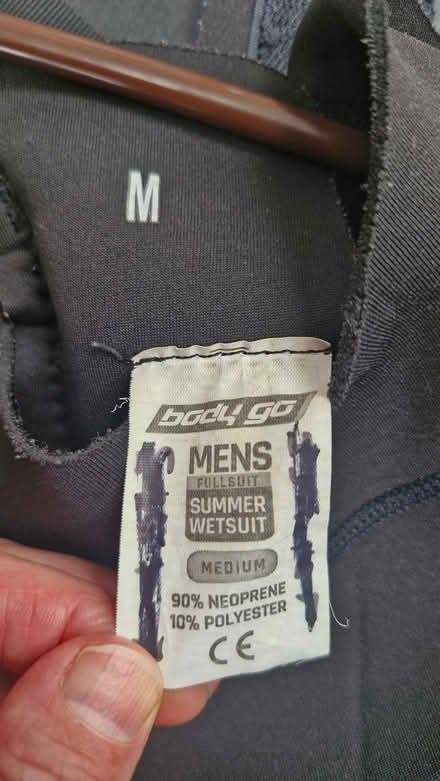 M
body go
MENS
FULLSUIT
SUMMER
WETSUIT
MEDIUM
90% NEOPRENE
10% POLYESTER
CE